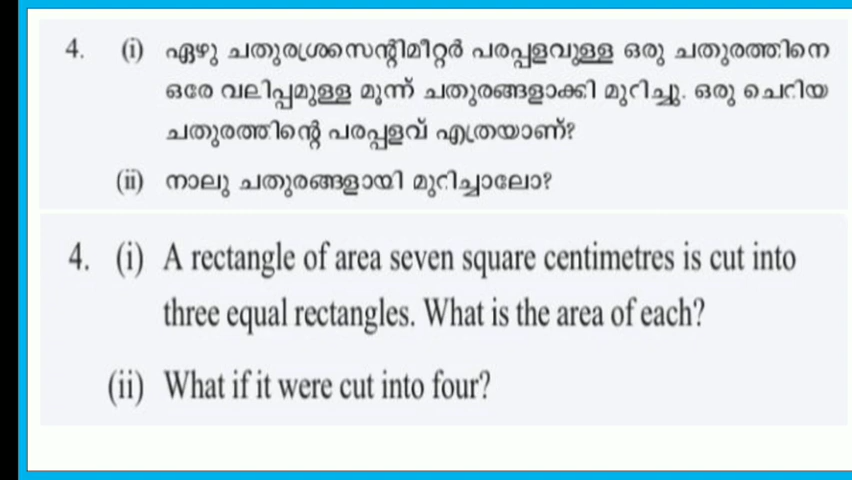 4. (i) ഏഴു ചതുരശ്രസെന്റിമീറ്റർ പരപ്പളവുള്ള ഒരു ചതുരത്തിനെ
ഒരേ വലിപ്പമുള്ള മൂന്ന് ചതുരങ്ങളാക്കി മുറിച്ചു. ഒരു ചെറിയ
ചതുരത്തിന്റെ പരപ്പളവ് എത്രയാണ്?
(ii) നാലു ചതുരങ്ങളായി മുറിച്ചാലോ?
4. (i) A rectangle of area seven square centimetres is cut into
three equal rectangles. What is the area of each?
(ii) What if it were cut into four?